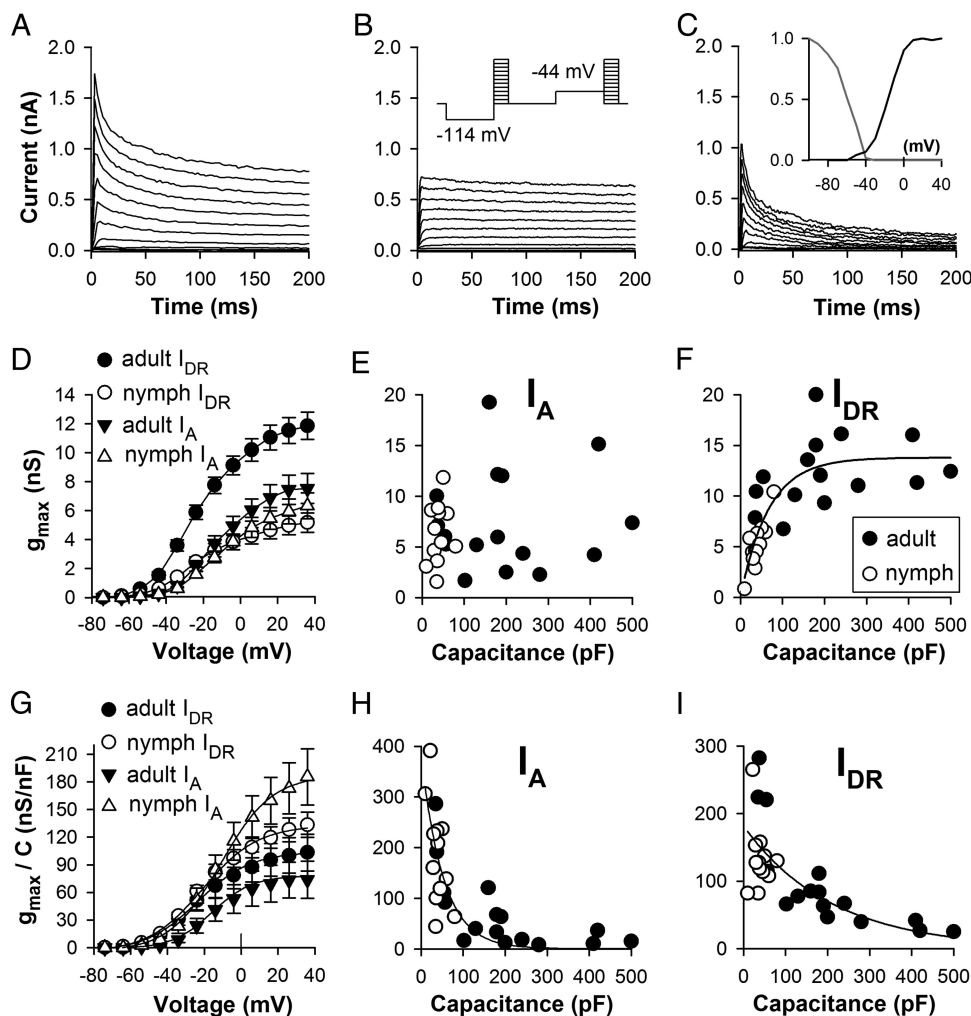 A
B
C
2.0
1.5
1.0
0.5
0.0
Current (nA)
0
50
100
150
200
Time (ms)
2.0
1.5
1.0
0.5
0.0
-44 mV
-114 mV
0
50
100
150
200
Time (ms)
2.0
1.5
1.0
0.5
0.0
1.0
0.5
0.0
(mV)
-80
-40
0
40
0
50
100
150
200
Time (ms)
D
adult I_DR
nymph I_DR
adult I_A
nymph I_A
14
12
10
8
6
4
2
0
g_max (nS)
-80
-60
-40
-20
0
20
40
Voltage (mV)
E
I_A
20
15
10
5
0
0
100
200
300
400
500
Capacitance (pF)
F
I_DR
20
15
10
5
0
adult
nymph
0
100
200
300
400
500
Capacitance (pF)
G
adult I_DR
nymph I_DR
adult I_A
nymph I_A
210
180
150
120
90
60
30
0
g_max / C (nS/nF)
-80
-60
-40
-20
0
20
40
Voltage (mV)
H
I_A
400
300
200
100
0
0
100
200
300
400
500
Capacitance (pF)
I
I_DR
300
200
100
0
0
100
200
300
400
500
Capacitance (pF)